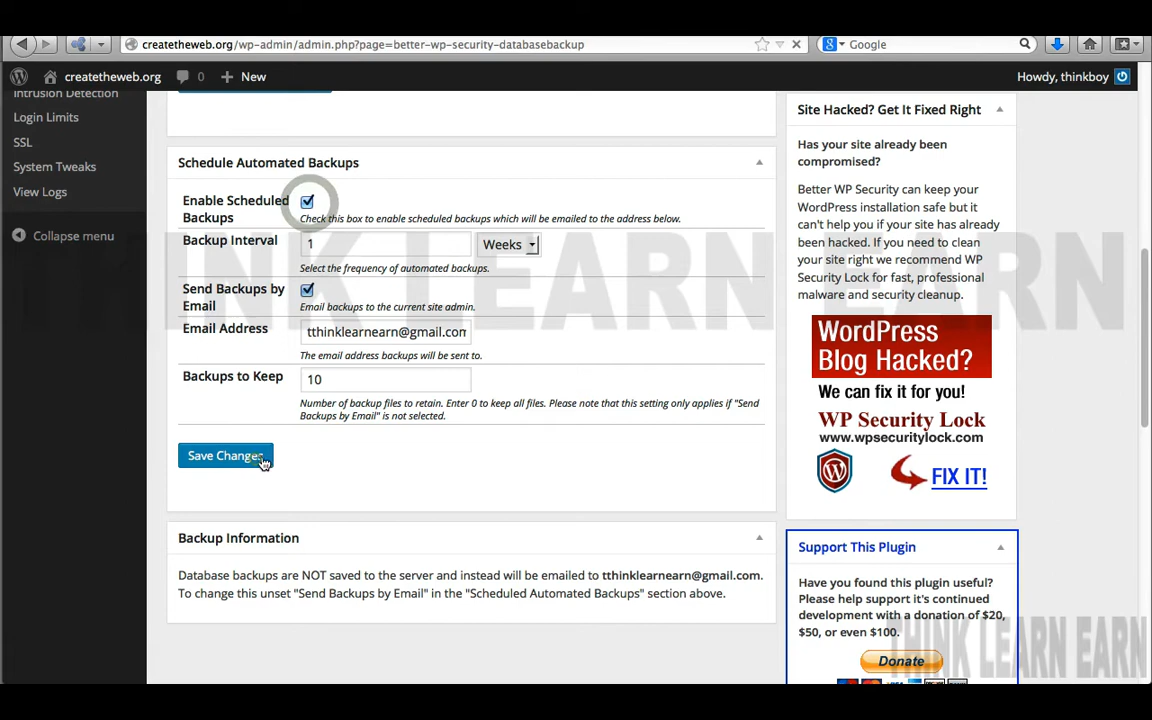 createtheweb.org/wp-admin/admin.php?page=better-wp-security-databasebackup
Google
createtheweb.org
0
New
Howdy, thinkboy
Intrusion Detection
Login Limits
SSL
System Tweaks
View Logs
Collapse menu
Schedule Automated Backups
Enable Scheduled
Backups
Check this box to enable scheduled backups which will be emailed to the address below.
Backup Interval
1
Weeks
Select the frequency of automated backups.
Send Backups by
Email
Email backups to the current site admin.
Email Address
tthinklearnearn@gmail.com
The email address backups will be sent to.
Backups to Keep
10
Number of backup files to retain. Enter 0 to keep all files. Please note that this setting only applies if "Send
Backups by Email" is not selected.
Save Changes
Backup Information
Database backups are NOT saved to the server and instead will be emailed to tthinklearnearn@gmail.com.
To change this unset "Send Backups by Email" in the "Scheduled Automated Backups" section above.
Site Hacked? Get It Fixed Right
Has your site already been
compromised?
Better WP Security can keep your
WordPress installation safe but it
can't help you if your site has already
been hacked. If you need to clean
your site right we recommend WP
Security Lock for fast, professional
malware and security cleanup.
WordPress
Blog Hacked?
We can fix it for you!
WP Security Lock
www.wpsecuritylock.com
FIX IT!
Support This Plugin
Have you found this plugin useful?
Please help support it's continued
development with a donation of $20,
$50, or even $100.
Donate
THINK LEARN EARN
THINK LEARN EARN